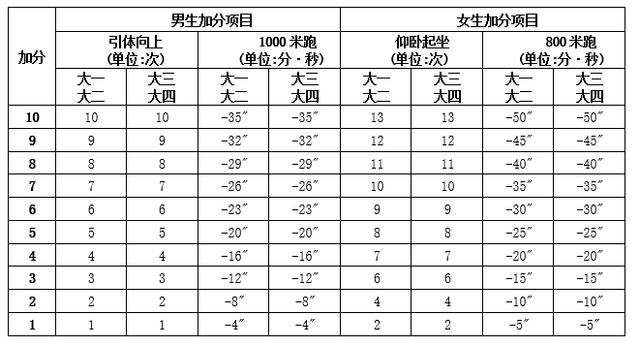 加分 男生加分项目 女生加分项目
引体向上 1000 米跑 仰卧起坐 800 米跑
(单位:次) (单位:分·秒) (单位:次) (单位:分·秒)
大一 大三 大一 大三 大一 大三 大一 大三
大二 大四 大二 大四 大二 大四 大二 大四
10 10 10 -35″ -35″ 13 13 -50″ -50″
9 9 9 -32″ -32″ 12 12 -45″ -45″
8 8 8 -29″ -29″ 11 11 -40″ -40″
7 7 7 -26″ -26″ 10 10 -35″ -35″
6 6 6 -23″ -23″ 9 9 -30″ -30″
5 5 5 -20″ -20″ 8 8 -25″ -25″
4 4 4 -16″ -16″ 7 7 -20″ -20″
3 3 3 -12″ -12″ 6 6 -15″ -15″
2 2 2 -8″ -8″ 4 4 -10″ -10″
1 1 1 -4″ -4″ 2 2 -5″ -5″